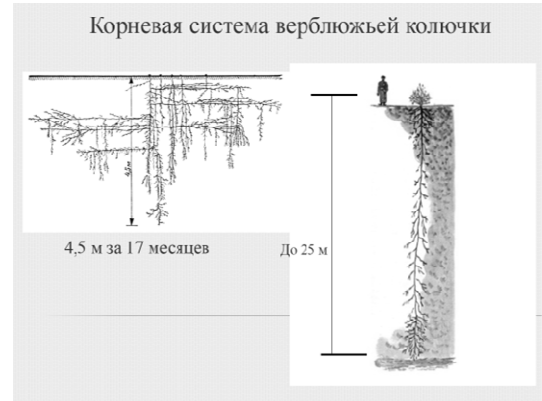 Корневая система верблюжьей колючки
4,5 м за 17 месяцев
До 25 м